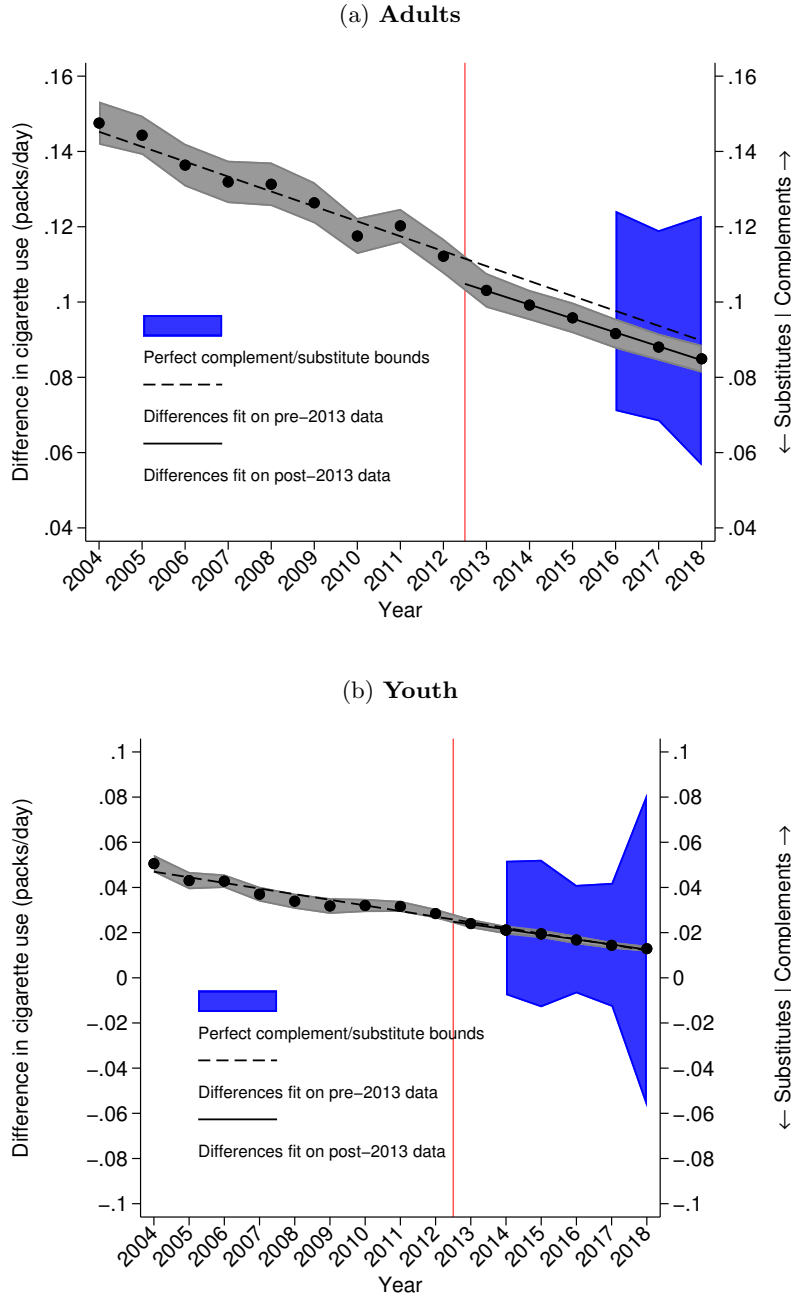 (a) Adults
Difference in cigarette use (packs/day)
.16
.14
.12
.1
.08
.06
.04
Perfect complement/substitute bounds
Differences fit on pre−2013 data
Differences fit on post−2013 data
.16
.14
.12
.1
.08
.06
.04
← Substitutes | Complements →
2004 2005 2006 2007 2008 2009 2010 2011 2012 2013 2014 2015 2016 2017 2018
Year
(b) Youth
Difference in cigarette use (packs/day)
.1
.08
.06
.04
.02
0
−.02
−.04
−.06
−.08
−.1
Perfect complement/substitute bounds
Differences fit on pre−2013 data
Differences fit on post−2013 data
.1
.08
.06
.04
.02
0
−.02
−.04
−.06
−.08
−.1
← Substitutes | Complements →
2004 2005 2006 2007 2008 2009 2010 2011 2012 2013 2014 2015 2016 2017 2018
Year